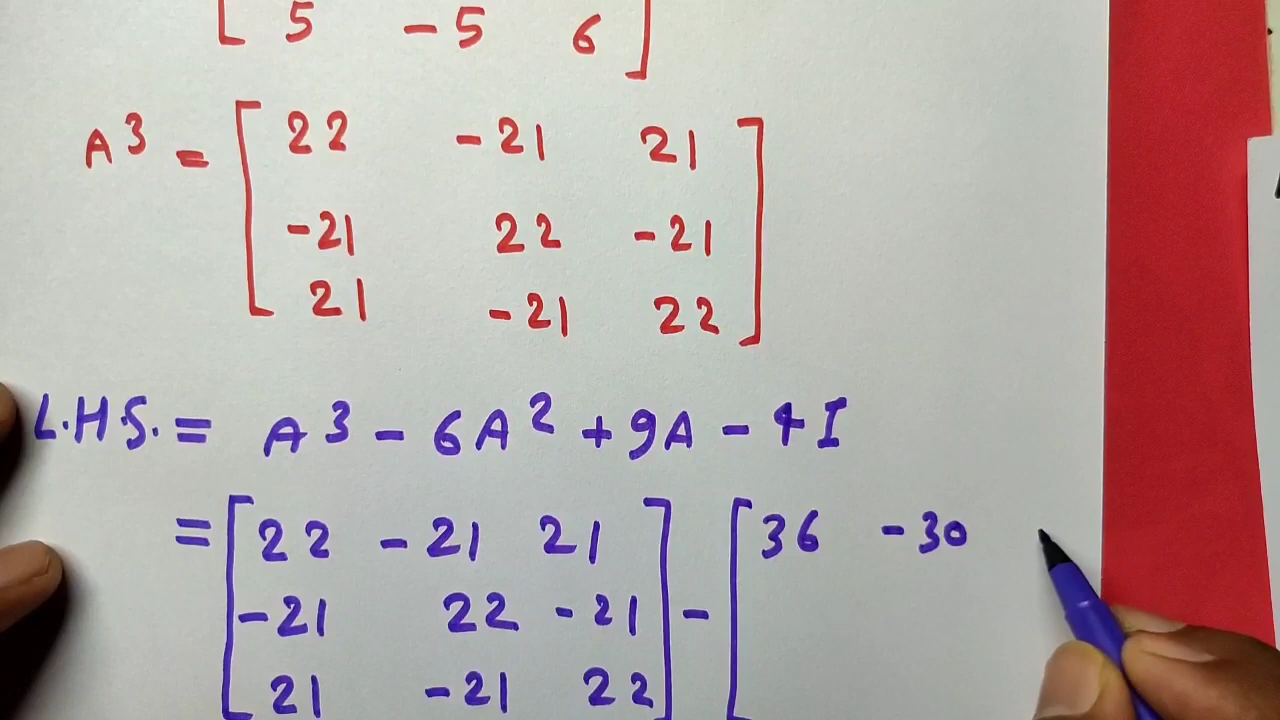 [ 5 -5 6 ]
A³ = [ 22 -21 21
-21 22 -21
21 -21 22 ]
L.H.S. = A³ - 6A² + 9A - 4I
= [ 22 -21 21 ] - [ 36 -30
-21 22 -21
21 -21 22